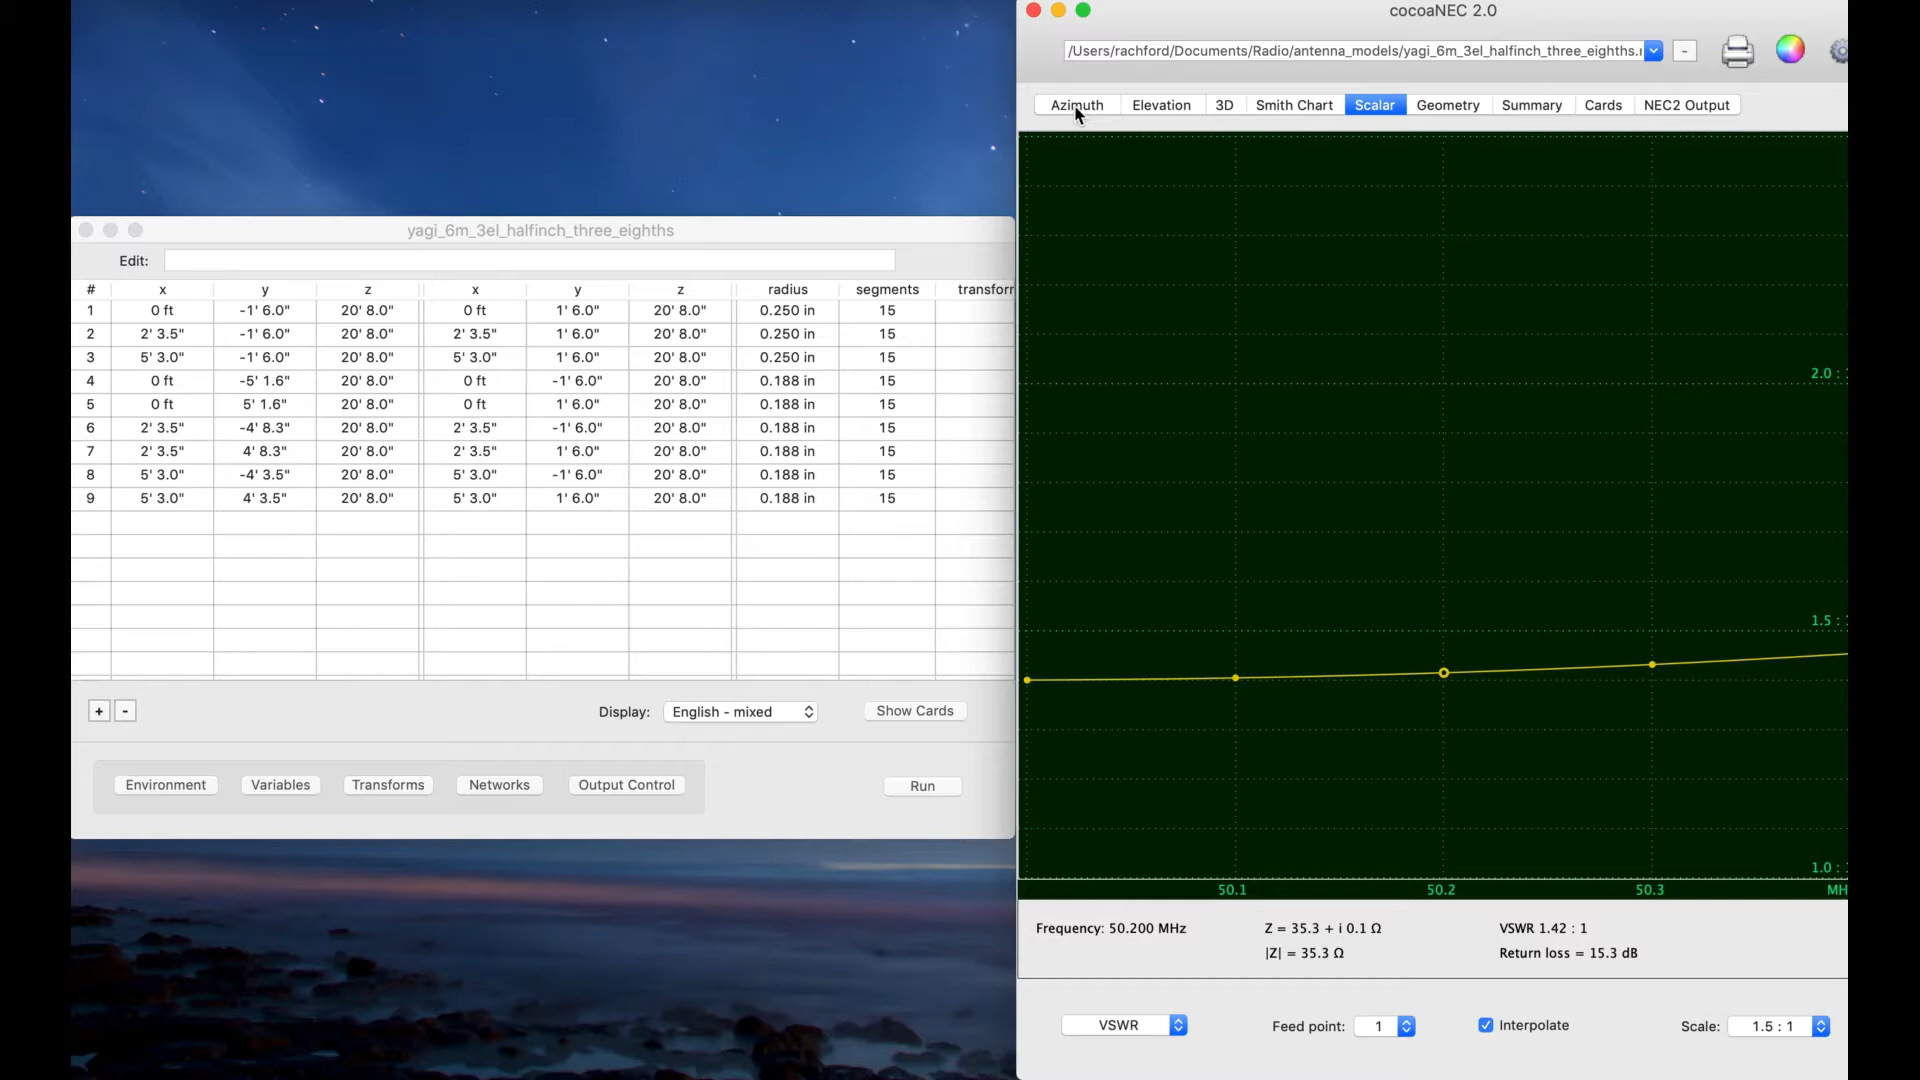 cocoaNEC 2.0
/Users/rachford/Documents/Radio/antenna_models/yagi_6m_3el_halfinch_three_eighths.
-
Azimuth Elevation 3D Smith Chart Scalar Geometry Summary Cards NEC2 Output
yagi_6m_3el_halfinch_three_eighths
Edit:
# x y z x y z radius segments transform
1 0 ft -1' 6.0" 20' 8.0" 0 ft 1' 6.0" 20' 8.0" 0.250 in 15
2 2' 3.5" -1' 6.0" 20' 8.0" 2' 3.5" 1' 6.0" 20' 8.0" 0.250 in 15
3 5' 3.0" -1' 6.0" 20' 8.0" 5' 3.0" 1' 6.0" 20' 8.0" 0.250 in 15
4 0 ft -5' 1.6" 20' 8.0" 0 ft -1' 6.0" 20' 8.0" 0.188 in 15
5 0 ft 5' 1.6" 20' 8.0" 0 ft 1' 6.0" 20' 8.0" 0.188 in 15
6 2' 3.5" -4' 8.3" 20' 8.0" 2' 3.5" -1' 6.0" 20' 8.0" 0.188 in 15
7 2' 3.5" 4' 8.3" 20' 8.0" 2' 3.5" 1' 6.0" 20' 8.0" 0.188 in 15
8 5' 3.0" -4' 3.5" 20' 8.0" 5' 3.0" -1' 6.0" 20' 8.0" 0.188 in 15
9 5' 3.0" 4' 3.5" 20' 8.0" 5' 3.0" 1' 6.0" 20' 8.0" 0.188 in 15
+ - Display: English - mixed Show Cards
Environment Variables Transforms Networks Output Control Run
2.0 :
1.5 :
1.0 :
50.1 50.2 50.3 MH
Frequency: 50.200 MHz Z = 35.3 + i 0.1 Ω VSWR 1.42 : 1
|Z| = 35.3 Ω Return loss = 15.3 dB
VSWR Feed point: 1 Interpolate Scale: 1.5 : 1